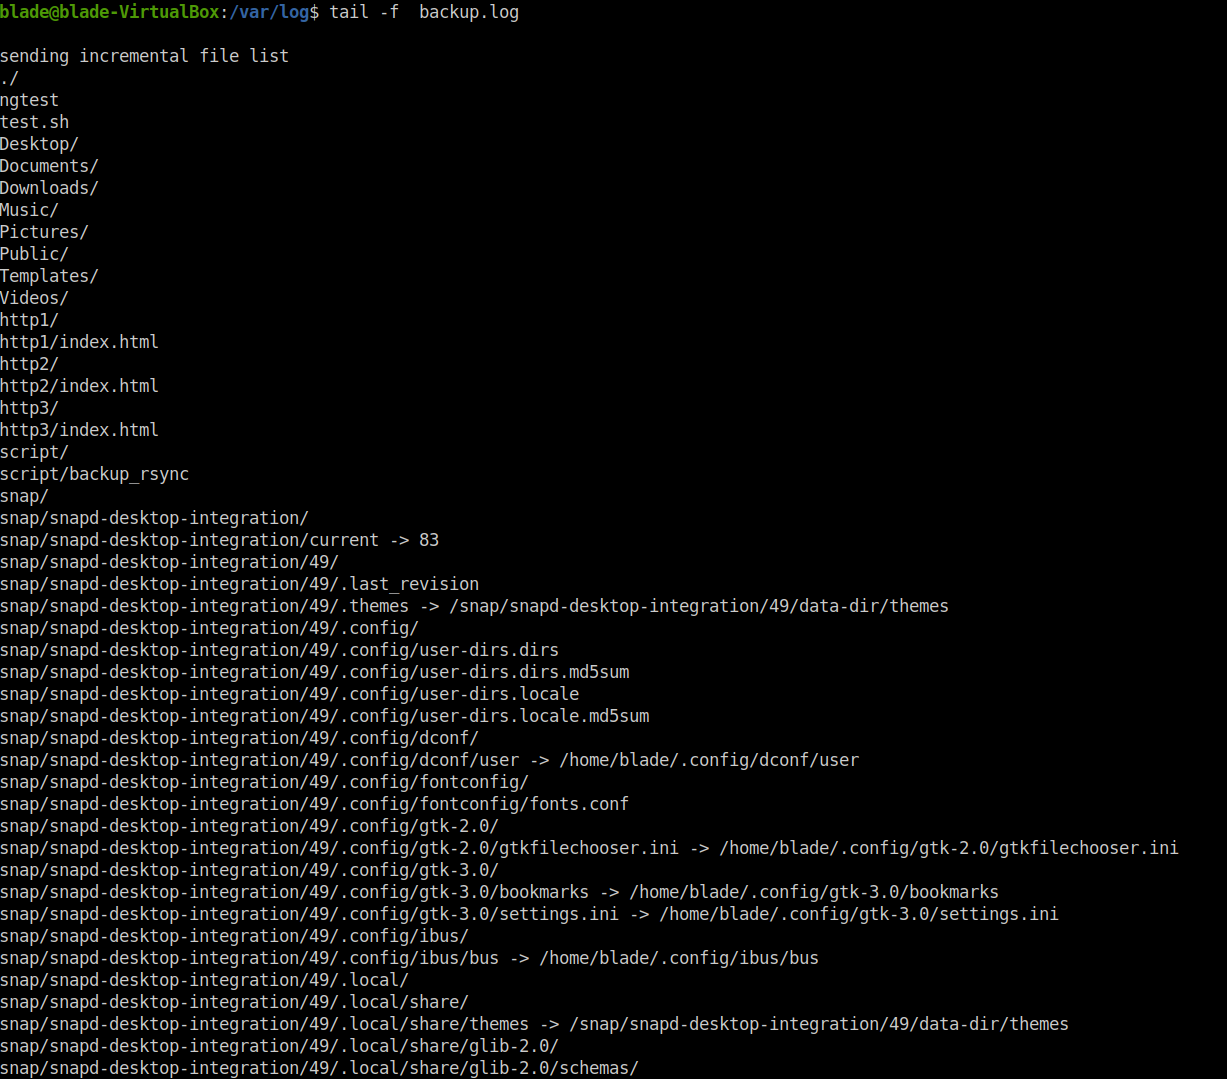 blade@blade-VirtualBox:/var/log$ tail -f  backup.log
sending incremental file list
./
ngtest
test.sh
Desktop/
Documents/
Downloads/
Music/
Pictures/
Public/
Templates/
Videos/
http1/
http1/index.html
http2/
http2/index.html
http3/
http3/index.html
script/
script/backup_rsync
snap/
snap/snapd-desktop-integration/
snap/snapd-desktop-integration/current -> 83
snap/snapd-desktop-integration/49/
snap/snapd-desktop-integration/49/.last_revision
snap/snapd-desktop-integration/49/.themes -> /snap/snapd-desktop-integration/49/data-dir/themes
snap/snapd-desktop-integration/49/.config/
snap/snapd-desktop-integration/49/.config/user-dirs.dirs
snap/snapd-desktop-integration/49/.config/user-dirs.dirs.md5sum
snap/snapd-desktop-integration/49/.config/user-dirs.locale
snap/snapd-desktop-integration/49/.config/user-dirs.locale.md5sum
snap/snapd-desktop-integration/49/.config/dconf/
snap/snapd-desktop-integration/49/.config/dconf/user -> /home/blade/.config/dconf/user
snap/snapd-desktop-integration/49/.config/fontconfig/
snap/snapd-desktop-integration/49/.config/fontconfig/fonts.conf
snap/snapd-desktop-integration/49/.config/gtk-2.0/
snap/snapd-desktop-integration/49/.config/gtk-2.0/gtkfilechooser.ini -> /home/blade/.config/gtk-2.0/gtkfilechooser.ini
snap/snapd-desktop-integration/49/.config/gtk-3.0/
snap/snapd-desktop-integration/49/.config/gtk-3.0/bookmarks -> /home/blade/.config/gtk-3.0/bookmarks
snap/snapd-desktop-integration/49/.config/gtk-3.0/settings.ini -> /home/blade/.config/gtk-3.0/settings.ini
snap/snapd-desktop-integration/49/.config/ibus/
snap/snapd-desktop-integration/49/.config/ibus/bus -> /home/blade/.config/ibus/bus
snap/snapd-desktop-integration/49/.local/
snap/snapd-desktop-integration/49/.local/share/
snap/snapd-desktop-integration/49/.local/share/themes -> /snap/snapd-desktop-integration/49/data-dir/themes
snap/snapd-desktop-integration/49/.local/share/glib-2.0/
snap/snapd-desktop-integration/49/.local/share/glib-2.0/schemas/